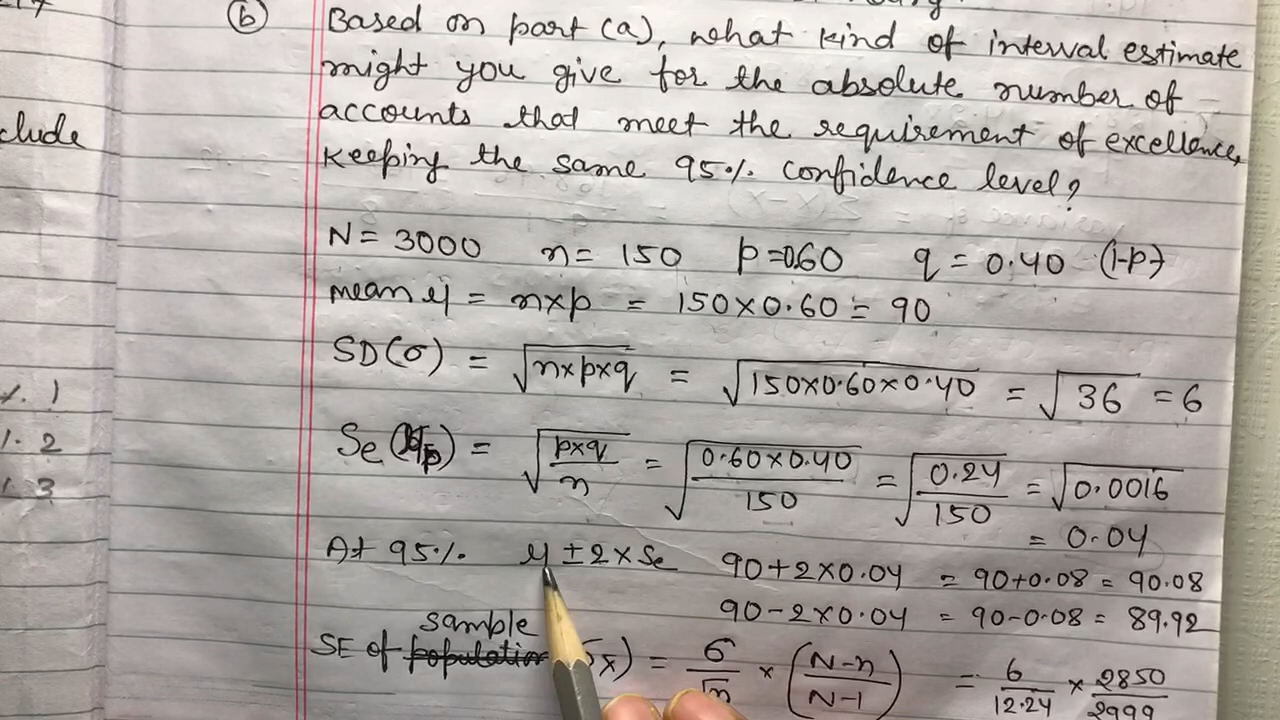 (b) Based on part (a), what kind of interval estimate
might you give for the absolute number of
accounts that meet the requirement of excellence,
keeping the same 95% confidence level?
clude
N = 3000 n = 150 p = 0.60 q = 0.40 (1-p)
mean μ = n×p = 150×0.60 = 90
SD(σ) = √(n×p×q) = √(150×0.60×0.40) = √36 = 6
1
2
3
Se (p) = √(p×q/n) = √(0.60×0.40/150) = √(0.24/150) = √0.0016
= 0.04
At 95% μ ± 2 × Se 90+2×0.04 = 90+0.08 = 90.08
90-2×0.04 = 90-0.08 = 89.92
sample
SE of population x) = σ/√n × (N-n/N-1) = 6/12.24 × 2850/2999